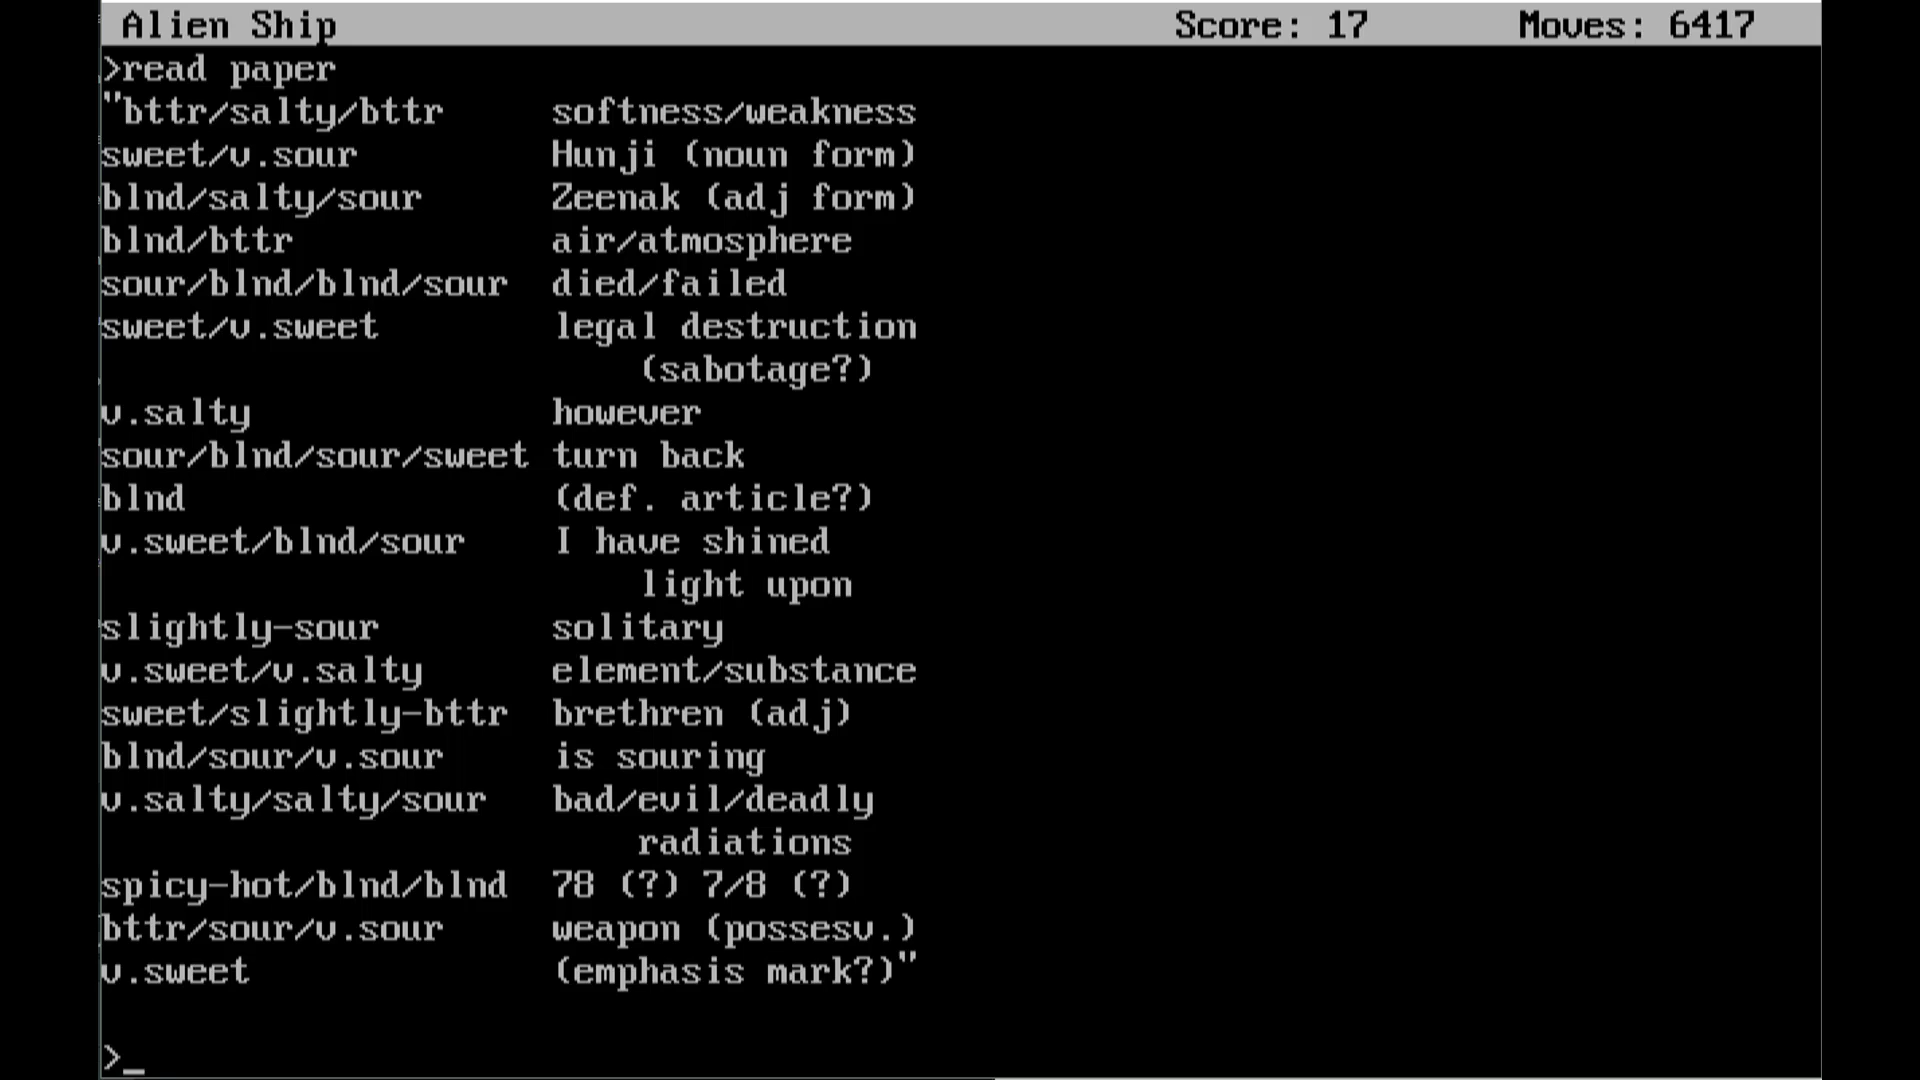 Alien Ship Score: 17 Moves: 6417
>read paper
"bttr/salty/bttr softness/weakness
sweet/v.sour Hunji (noun form)
blnd/salty/sour Zeenak (adj form)
blnd/bttr air/atmosphere
sour/blnd/blnd/sour died/failed
sweet/v.sweet legal destruction
(sabotage?)
v.salty however
sour/blnd/sour/sweet turn back
blnd (def. article?)
v.sweet/blnd/sour I have shined
light upon
slightly-sour solitary
v.sweet/v.salty element/substance
sweet/slightly-bttr brethren (adj)
blnd/sour/v.sour is souring
v.salty/salty/sour bad/evil/deadly
radiations
spicy-hot/blnd/blnd 78 (?) 7/8 (?)
bttr/sour/v.sour weapon (possesv.)
v.sweet (emphasis mark?)"
>_